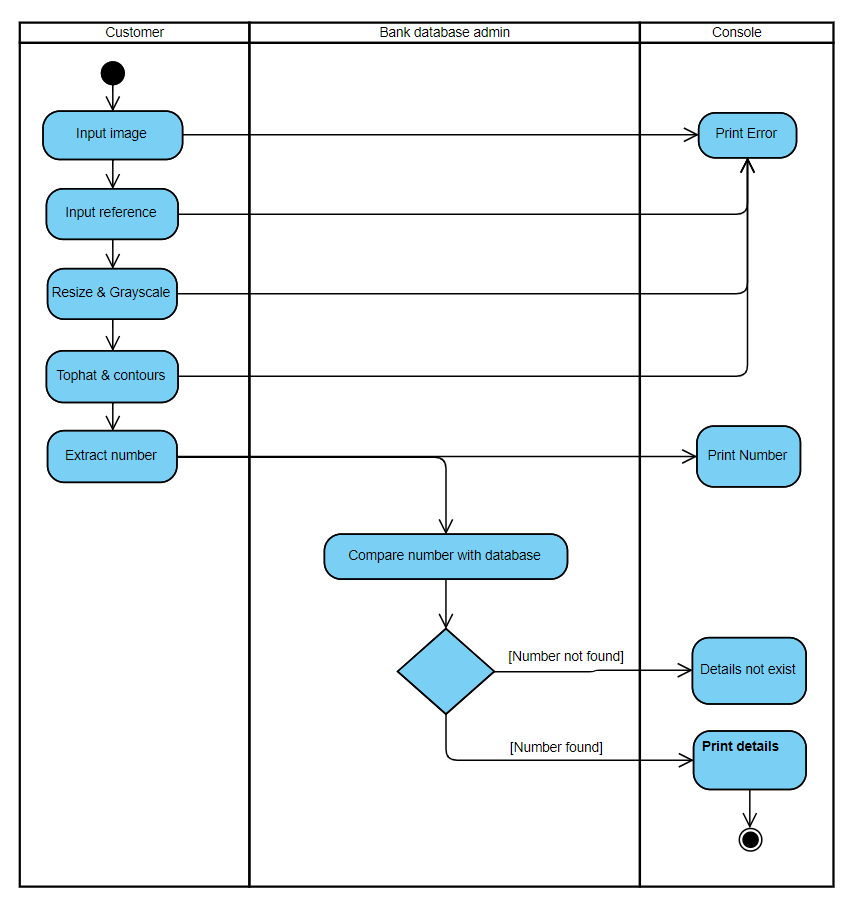 Customer
Bank database admin
Console
Input image
Print Error
Input reference
Resize & Grayscale
Tophat & contours
Extract number
Print Number
Compare number with database
[Number not found]
Details not exist
[Number found]
Print details